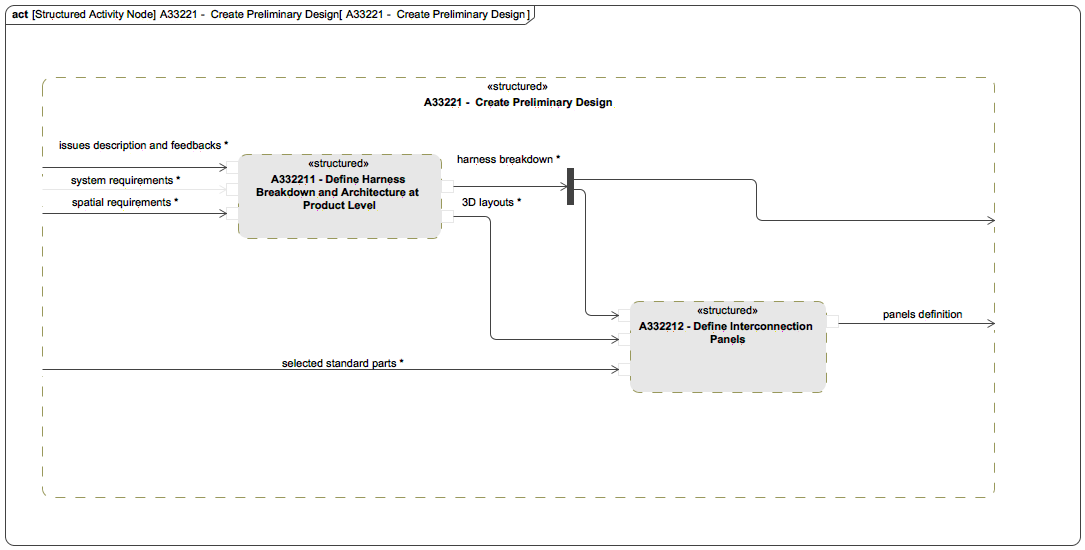 act [Structured Activity Node] A33221 - Create Preliminary Design[ A33221 - Create Preliminary Design ]
«structured»
A33221 - Create Preliminary Design
issues description and feedbacks *
system requirements *
spatial requirements *
«structured»
A332211 - Define Harness
Breakdown and Architecture at
Product Level
harness breakdown *
3D layouts *
«structured»
A332212 - Define Interconnection
Panels
panels definition
selected standard parts *